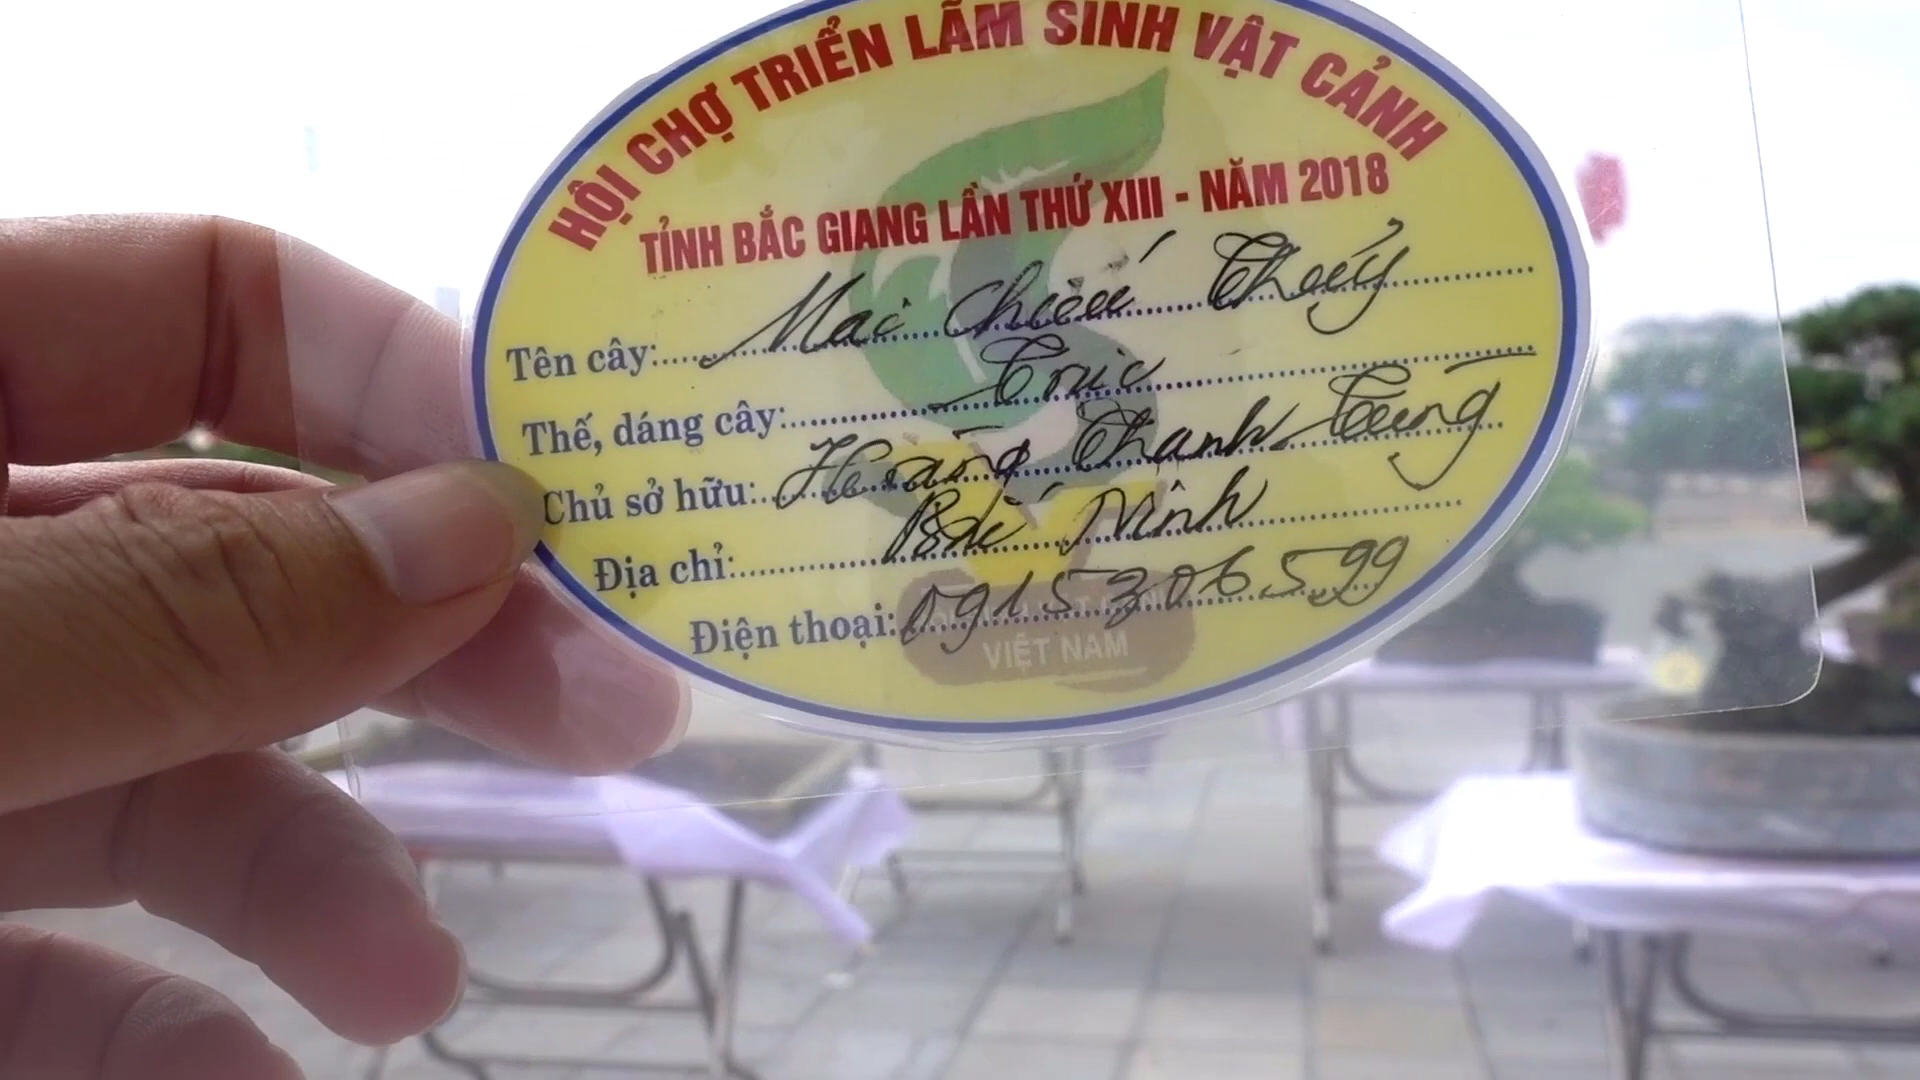 HỘI CHỢ TRIỂN LÃM SINH VẬT CẢNH
TỈNH BẮC GIANG LẦN THỨ XIII - NĂM 2018
Tên cây: Mai Chiếu Thủy
Thế, dáng cây: Trúc
Chủ sở hữu: Hoàng Thanh Tùng
Địa chỉ: Bắc Ninh
Điện thoại: 0915306599
VIỆT NAM